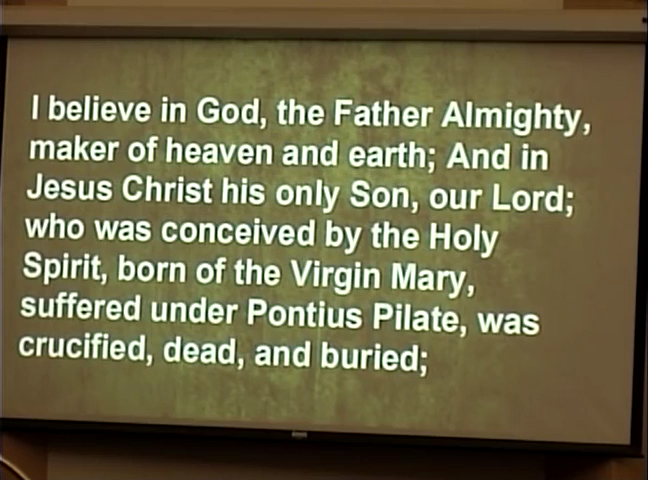 I believe in God, the Father Almighty,
maker of heaven and earth; And in
Jesus Christ his only Son, our Lord;
who was conceived by the Holy
Spirit, born of the Virgin Mary,
suffered under Pontius Pilate, was
crucified, dead, and buried;